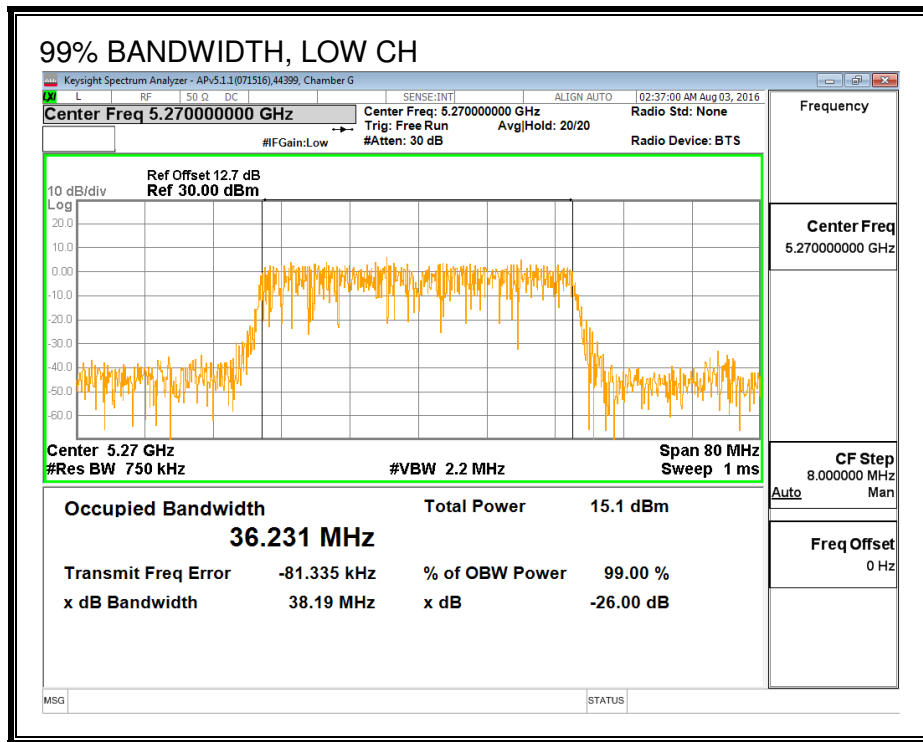 99% BANDWIDTH, LOW CH
Keysight Spectrum Analyzer - APv5.1.1(071516),44399, Chamber G
LXI L RF 50 Ω DC SENSE:INT ALIGN AUTO 02:37:00 AM Aug 03, 2016
Center Freq 5.270000000 GHz
Center Freq: 5.270000000 GHz Radio Std: None
Trig: Free Run Avg|Hold: 20/20
#IFGain:Low #Atten: 30 dB Radio Device: BTS
Frequency
Ref Offset 12.7 dB
10 dB/div Ref 30.00 dBm
Log
20.0
10.0
0.00
-10.0
-20.0
-30.0
-40.0
-50.0
-60.0
Center 5.27 GHz Span 80 MHz
#Res BW 750 kHz #VBW 2.2 MHz Sweep 1 ms
Center Freq
5.270000000 GHz
CF Step
8.000000 MHz
Auto Man
Freq Offset
0 Hz
Occupied Bandwidth Total Power 15.1 dBm
36.231 MHz
Transmit Freq Error -81.335 kHz % of OBW Power 99.00 %
x dB Bandwidth 38.19 MHz x dB -26.00 dB
MSG STATUS